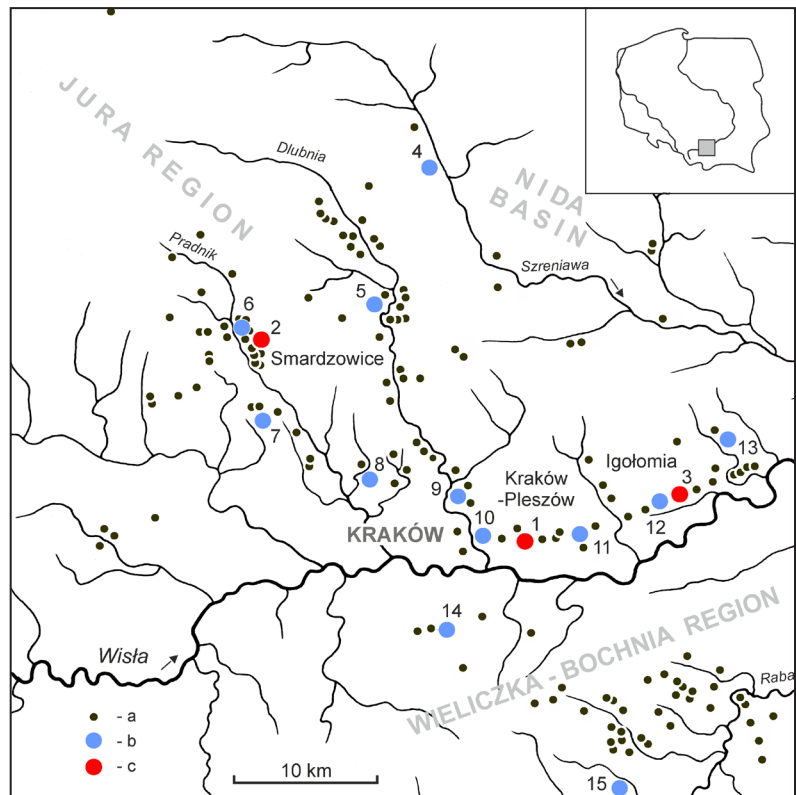 JURA REGION
Dlubnia
4
NIDA
BASIN
Pradnik
Szreniawa
5
6
2
Smardzowice
7
8
13
Igołomia
Kraków
-Pleszów
3
9
12
10
1
KRAKÓW
11
14
Wisła
WIELICZKA - BOCHNIA REGION
Raba
- a
- b
- c
10 km
15